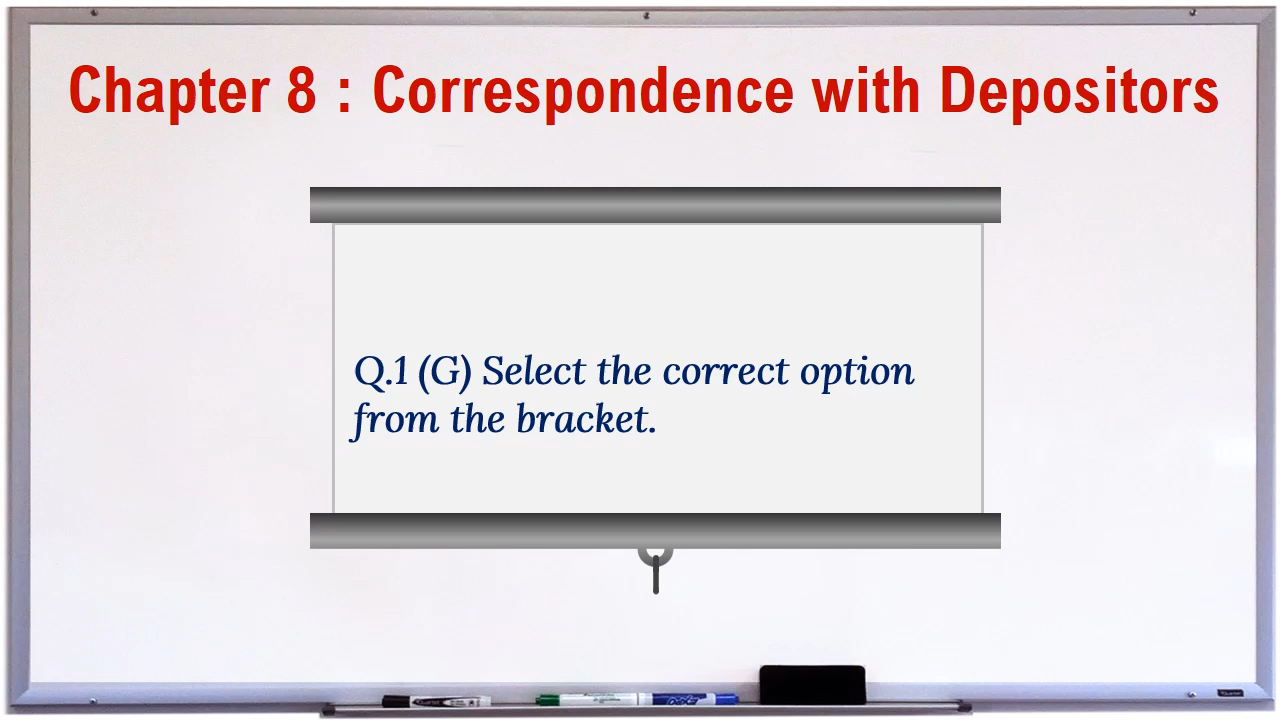 Chapter 8 : Correspondence with Depositors
Q.1 (G) Select the correct option
from the bracket.